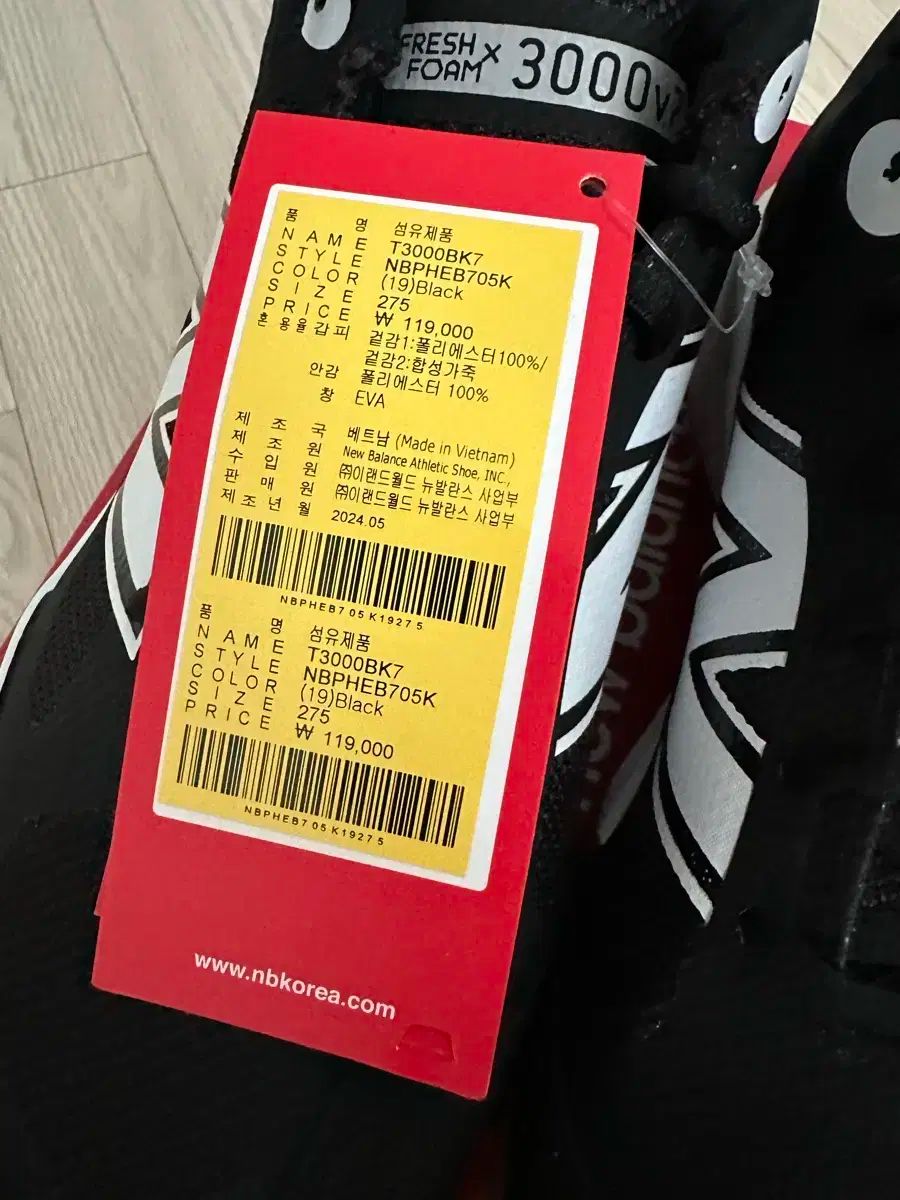 FRESH FOAM X 3000v7
품 명 섬유제품
NAME T3000BK7
STYLE NBPHEB705K
COLOR (19)Black
SIZE 275
PRICE ₩ 119,000
혼용율 갑피 겉감1:폴리에스터100%/
겉감2:합성가죽
안감 폴리에스터 100%
창 EVA
제 조 국 베트남 (Made in Vietnam)
제 조 원 New Balance Athletic Shoe, INC.,
수 입 원 ㈜이랜드월드 뉴발란스 사업부
판 매 원 ㈜이랜드월드 뉴발란스 사업부
제 조 년 월 2024.05
NBPHEB705K19275
품 명 섬유제품
NAME T3000BK7
STYLE NBPHEB705K
COLOR (19)Black
SIZE 275
PRICE ₩ 119,000
NBPHEB705K19275
www.nbkorea.com
new balance